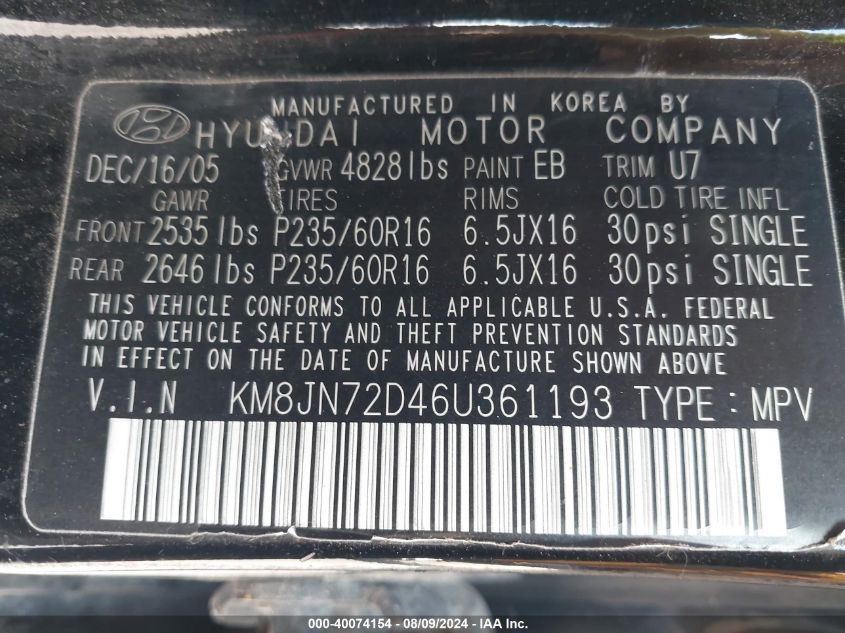 MANUFACTURED IN KOREA BY
HYUNDAI MOTOR COMPANY
DEC/16/05 GVWR 4828lbs PAINT EB TRIM U7
GAWR TIRES RIMS COLD TIRE INFL
FRONT 2535lbs P235/60R16 6.5JX16 30psi SINGLE
REAR 2646lbs P235/60R16 6.5JX16 30psi SINGLE
THIS VEHICLE CONFORMS TO ALL APPLICABLE U.S.A. FEDERAL
MOTOR VEHICLE SAFETY AND THEFT PREVENTION STANDARDS
IN EFFECT ON THE DATE OF MANUFACTURE SHOWN ABOVE
V.I.N KM8JN72D46U361193 TYPE : MPV
000-40074154 - 08/09/2024 - IAA Inc.